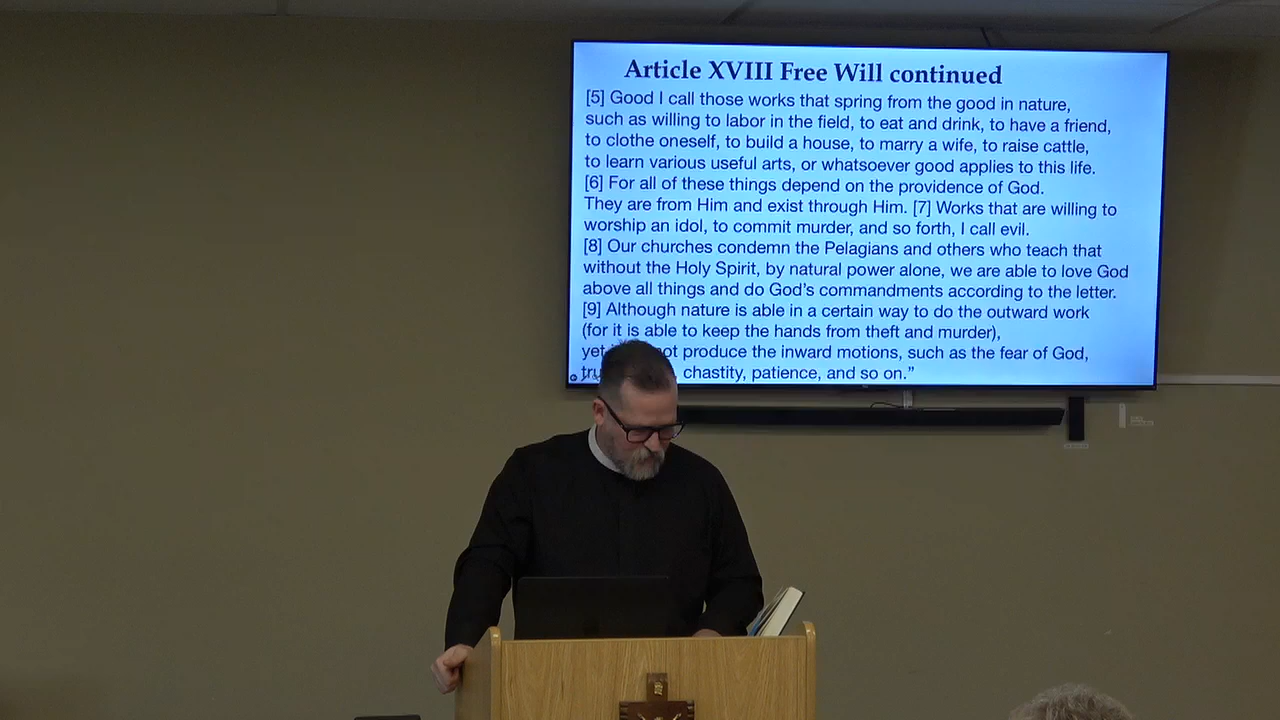 Article XVIII Free Will continued
[5] Good I call those works that spring from the good in nature,
such as willing to labor in the field, to eat and drink, to have a friend,
to clothe oneself, to build a house, to marry a wife, to raise cattle,
to learn various useful arts, or whatsoever good applies to this life.
[6] For all of these things depend on the providence of God.
They are from Him and exist through Him. [7] Works that are willing to
worship an idol, to commit murder, and so forth, I call evil.
[8] Our churches condemn the Pelagians and others who teach that
without the Holy Spirit, by natural power alone, we are able to love God
above all things and do God's commandments according to the letter.
[9] Although nature is able in a certain way to do the outward work
(for it is able to keep the hands from theft and murder),
yet not produce the inward motions, such as the fear of God,
chastity, patience, and so on.”